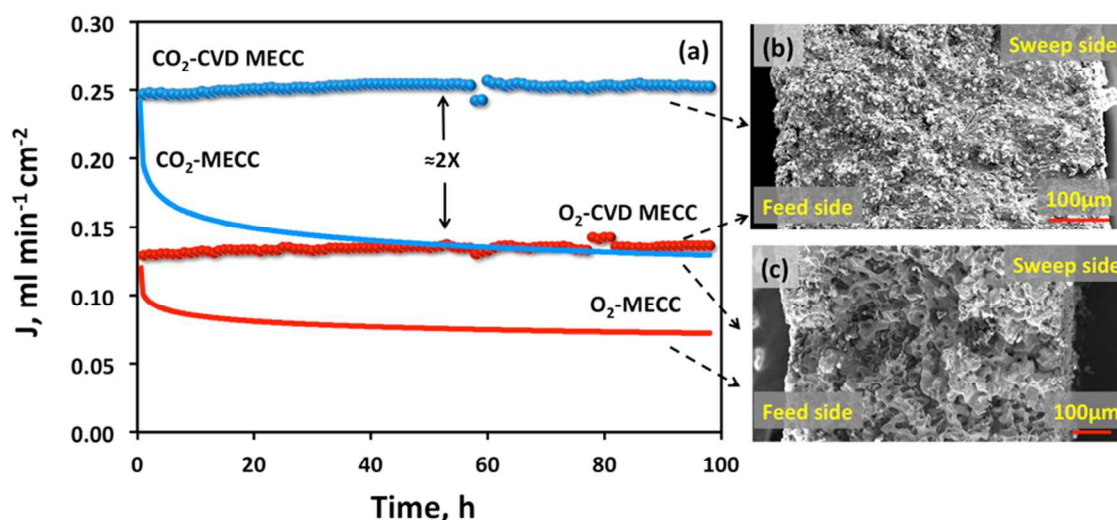 0.30
0.25
0.20
0.15
0.10
0.05
0.00
J, ml min⁻¹ cm⁻²
0
20
40
60
80
100
Time, h
(a)
CO₂-CVD MECC
CO₂-MECC
≈2X
O₂-CVD MECC
O₂-MECC
(b)
Sweep side
Feed side
100μm
(c)
Sweep side
Feed side
100μm